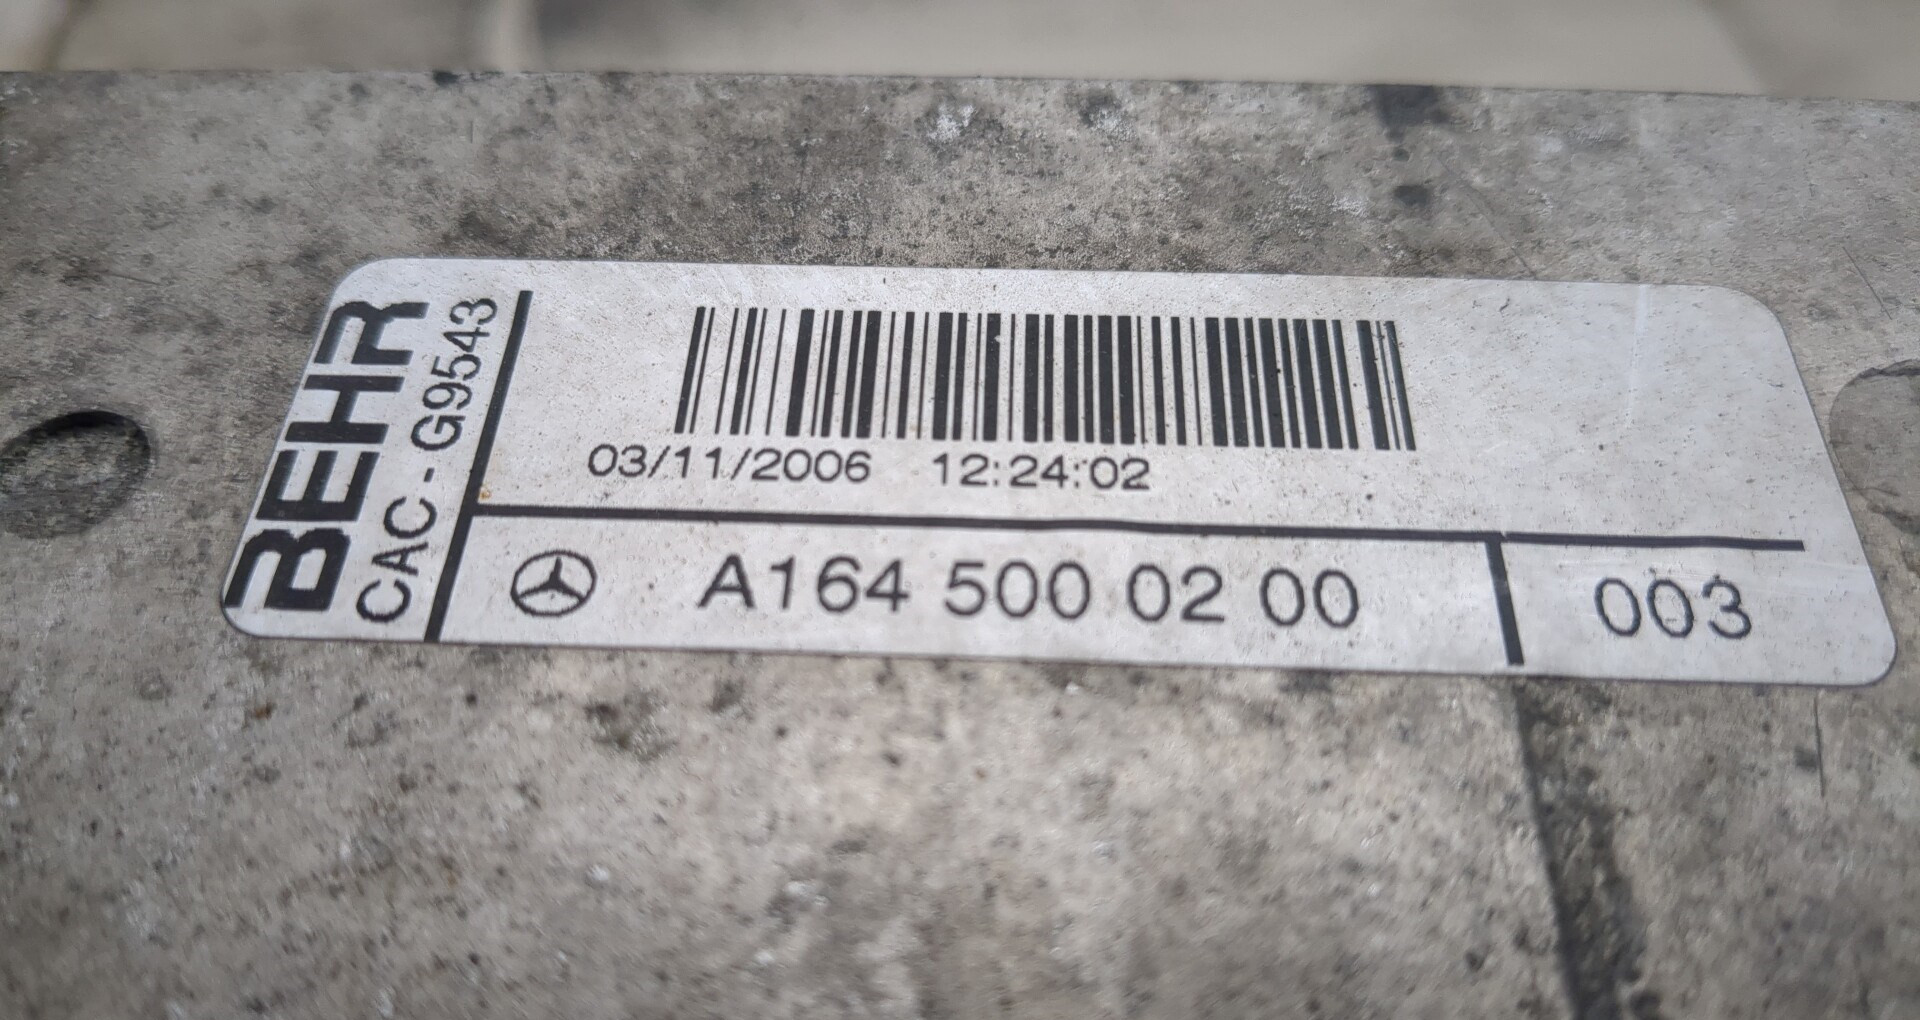 BEHR
CAC - G9543
03/11/2006 12:24:02
A164 500 02 00
003